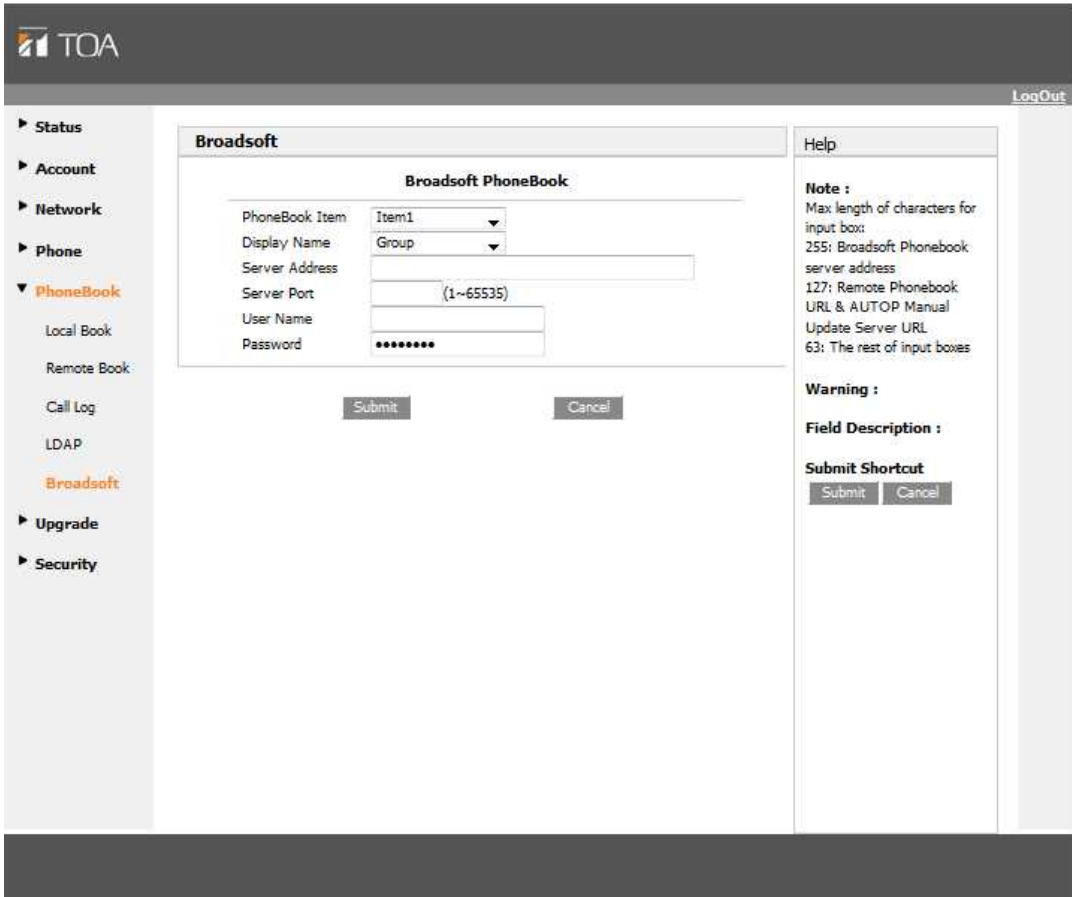 TOA
LogOut
Status
Account
Network
Phone
PhoneBook
Local Book
Remote Book
Call Log
LDAP
Broadsoft
Upgrade
Security
Broadsoft
Broadsoft PhoneBook
PhoneBook Item Item1
Display Name Group
Server Address
Server Port (1~65535)
User Name
Password ••••••••
Submit Cancel
Help
Note :
Max length of characters for
input box:
255: Broadsoft Phonebook
server address
127: Remote Phonebook
URL & AUTOP Manual
Update Server URL
63: The rest of input boxes
Warning :
Field Description :
Submit Shortcut
Submit Cancel